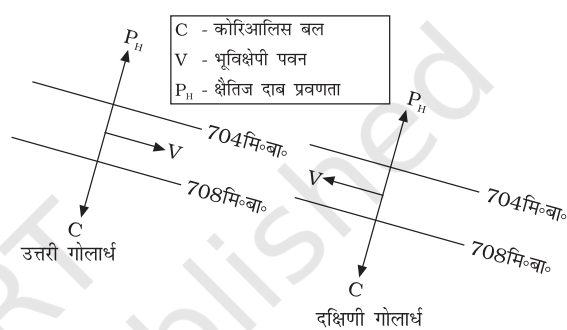 C - कोरिआलिस बल
V - भूविक्षेपी पवन
P_H - क्षैतिज दाब प्रवणता
P_H
704मि॰बा॰
V
708मि॰बा॰
C
उत्तरी गोलार्ध
P_H
V
704मि॰बा॰
708मि॰बा॰
C
दक्षिणी गोलार्ध